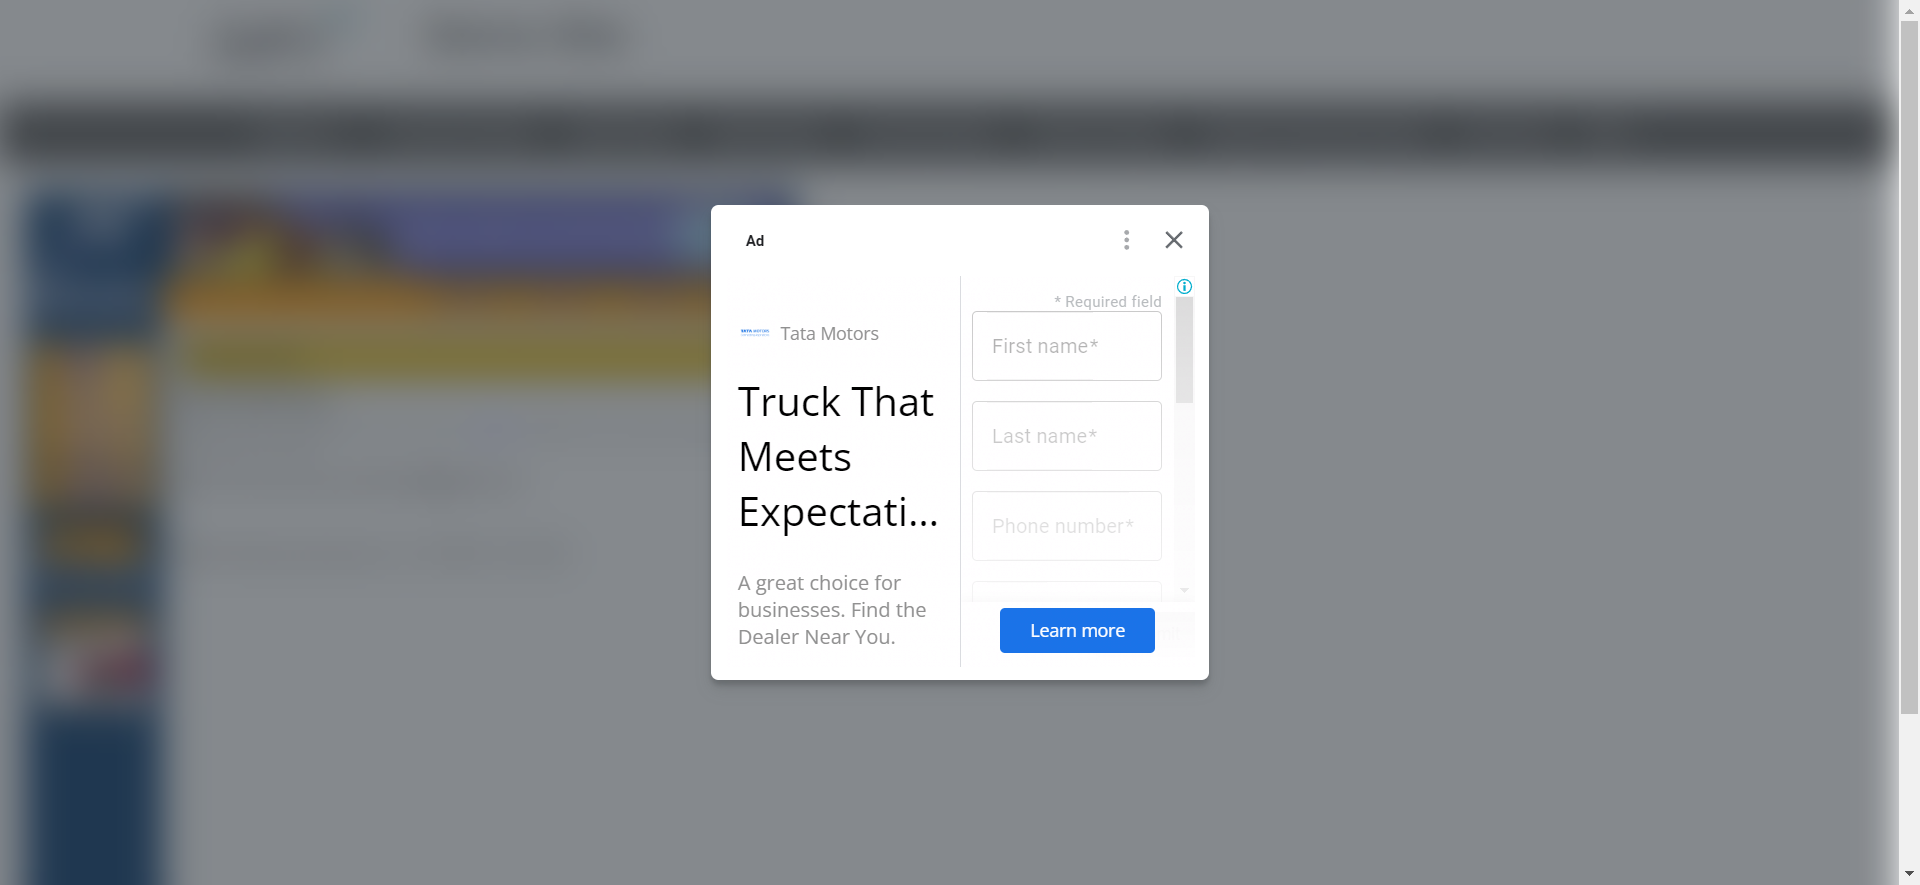 Ad
Tata Motors
Truck That
Meets
Expectati...
A great choice for
businesses. Find the
Dealer Near You.
* Required field
First name*
Last name*
Phone number*
Learn more